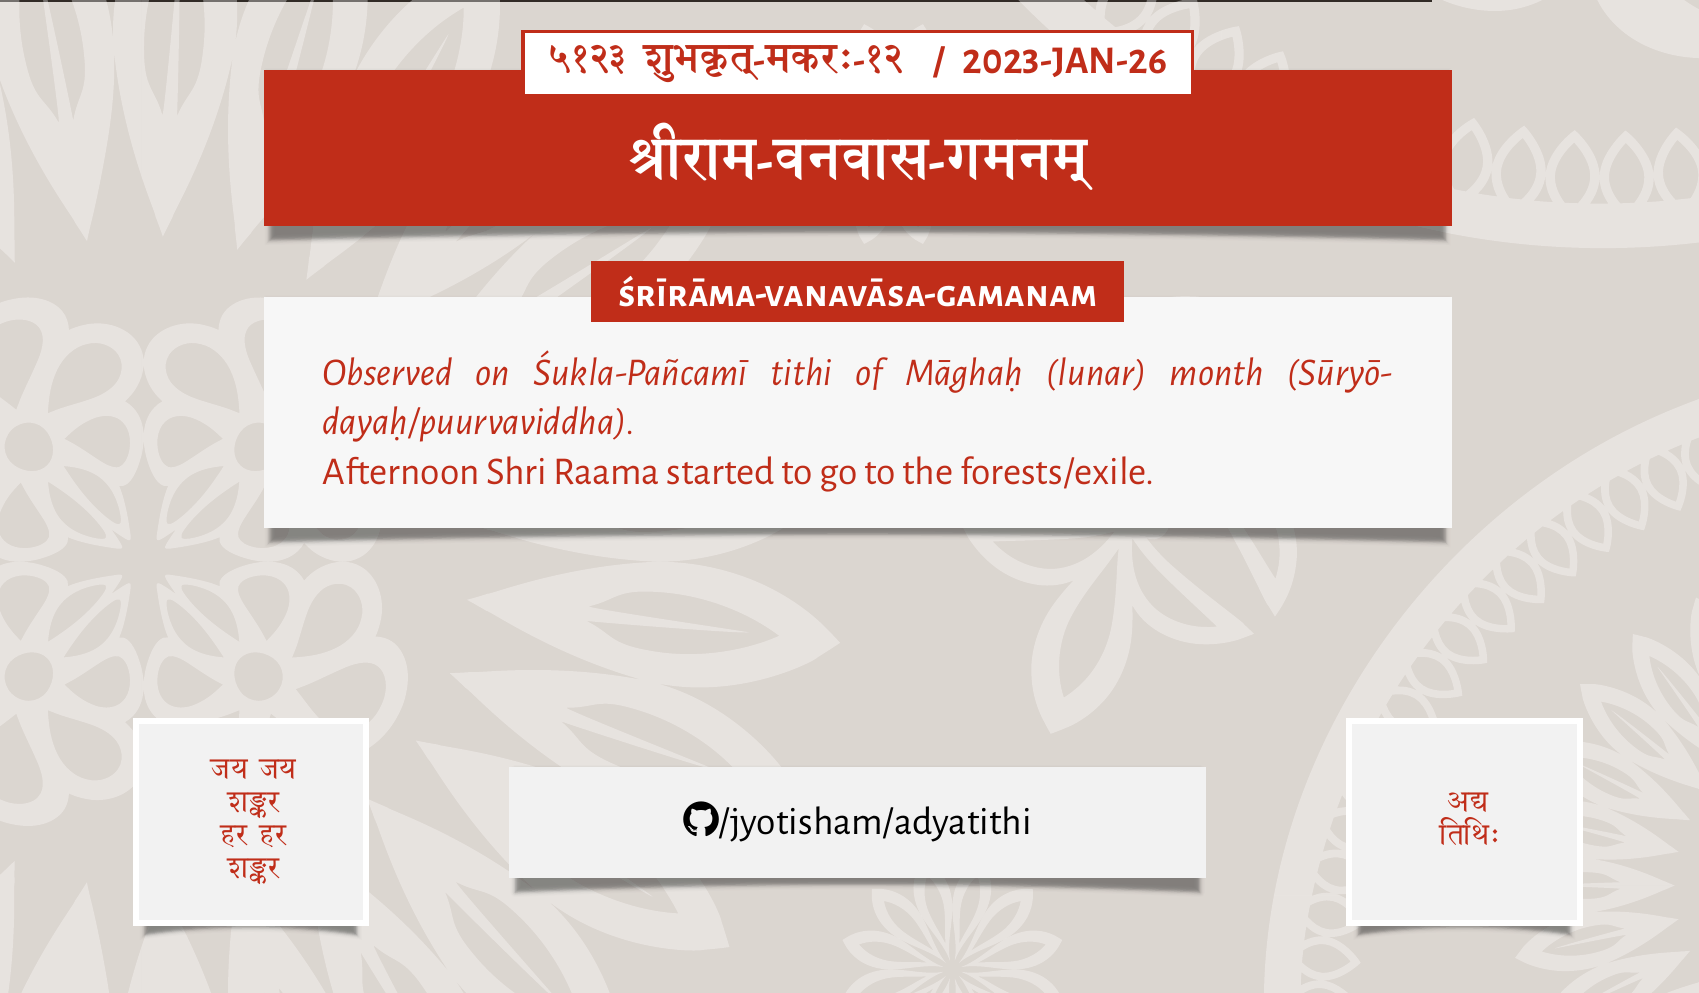 ५१२३ शुभकृत्-मकरः-१२ / 2023-JAN-26
श्रीराम-वनवास-गमनम्
ŚRĪRĀMA-VANAVĀSA-GAMANAM
Observed on Śukla-Pañcamī tithi of Māghaḥ (lunar) month (Sūryō-
dayaḥ/puurvaviddha).
Afternoon Shri Raama started to go to the forests/exile.
जय जय
शङ्कर
हर हर
शङ्कर
/jyotisham/adyatithi
अद्य
तिथिः